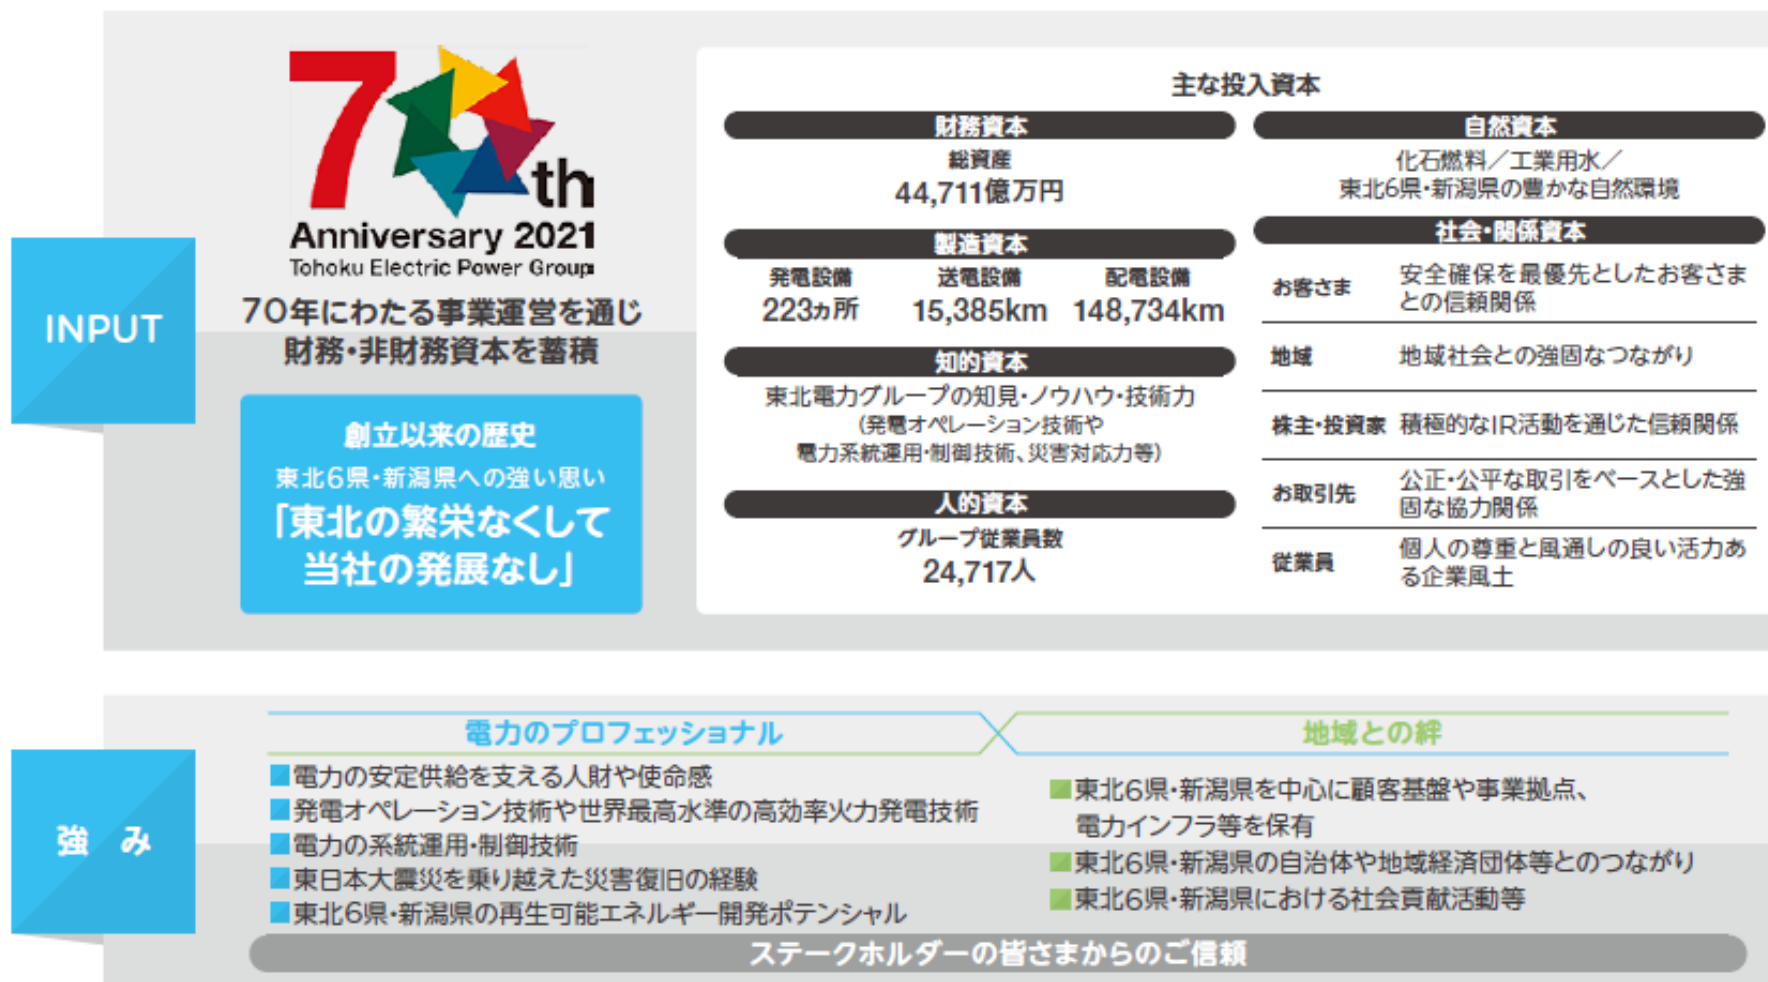 INPUT
70th
Anniversary 2021
Tohoku Electric Power Group
70年にわたる事業運営を通じ
財務・非財務資本を蓄積
創立以来の歴史
東北6県・新潟県への強い思い
「東北の繁栄なくして
当社の発展なし」
主な投入資本
財務資本
総資産
44,711億万円
製造資本
発電設備 送電設備 配電設備
223ヵ所 15,385km 148,734km
知的資本
東北電力グループの知見・ノウハウ・技術力
(発電オペレーション技術や
電力系統運用・制御技術、災害対応力等)
人的資本
グループ従業員数
24,717人
自然資本
化石燃料／工業用水／
東北6県・新潟県の豊かな自然環境
社会・関係資本
お客さま 安全確保を最優先としたお客さま
との信頼関係
地域 地域社会との強固なつながり
株主・投資家 積極的なIR活動を通じた信頼関係
お取引先 公正・公平な取引をベースとした強
固な協力関係
従業員 個人の尊重と風通しの良い活力あ
る企業風土
強み
電力のプロフェッショナル
電力の安定供給を支える人財や使命感
発電オペレーション技術や世界最高水準の高効率火力発電技術
電力の系統運用・制御技術
東日本大震災を乗り越えた災害復旧の経験
東北6県・新潟県の再生可能エネルギー開発ポテンシャル
地域との絆
東北6県・新潟県を中心に顧客基盤や事業拠点、
電力インフラ等を保有
東北6県・新潟県の自治体や地域経済団体等とのつながり
東北6県・新潟県における社会貢献活動等
ステークホルダーの皆さまからのご信頼